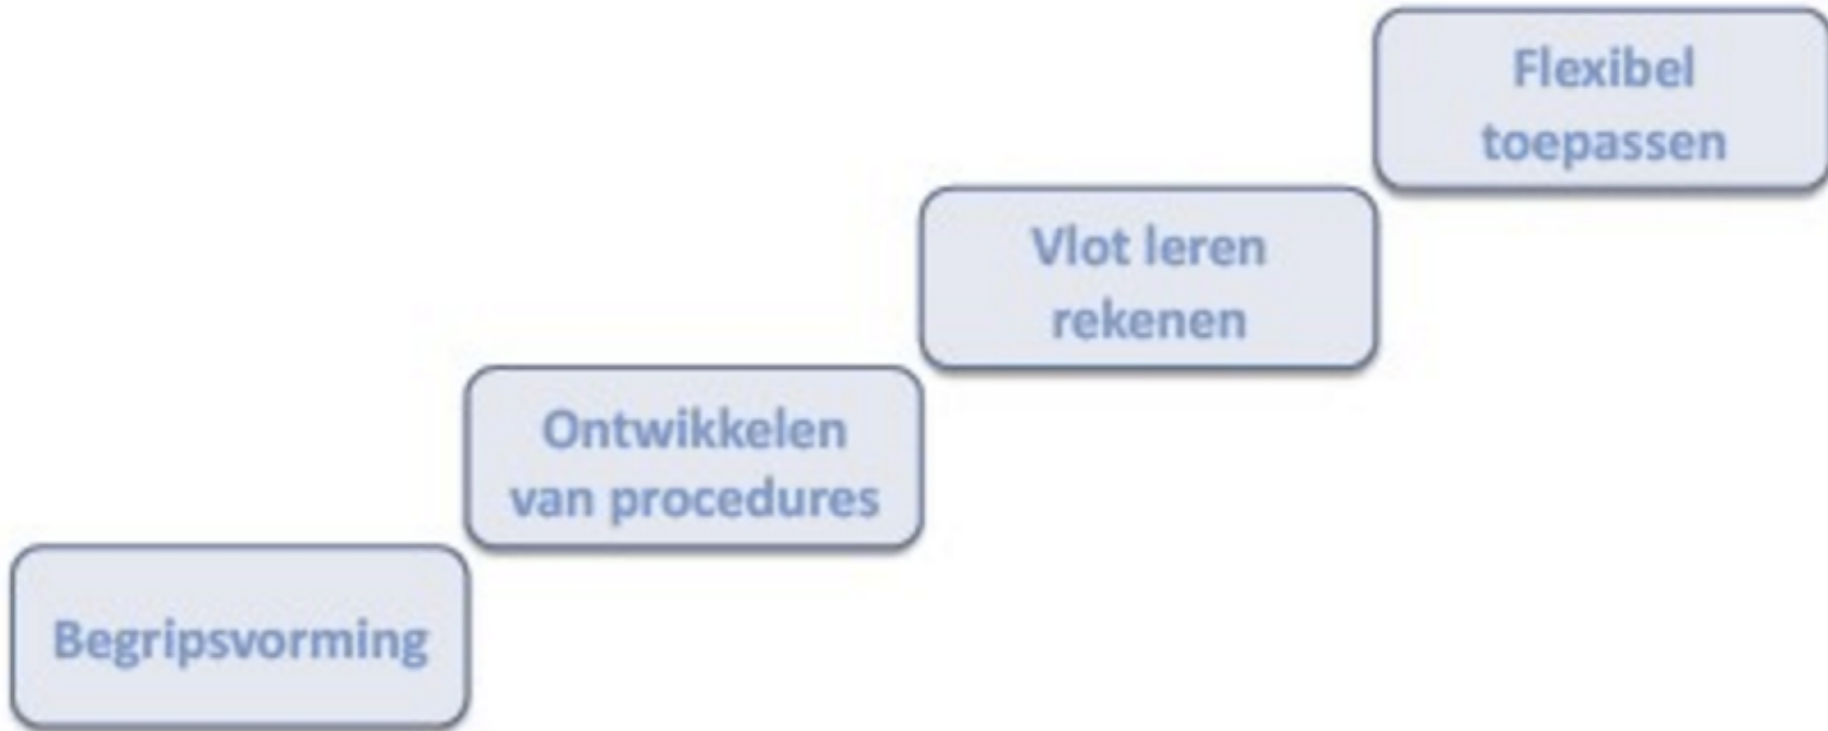 Flexibel
toepassen
Vlot leren
rekenen
Ontwikkelen
van procedures
Begripsvorming